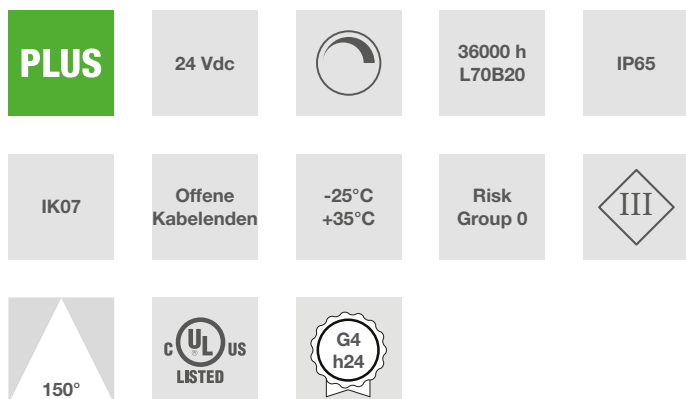 PLUS
24 Vdc
36000 h
L70B20
IP65
IK07
Offene
Kabelenden
-25°C
+35°C
Risk
Group 0
III
150°
C UL US
®
LISTED
G4
h24